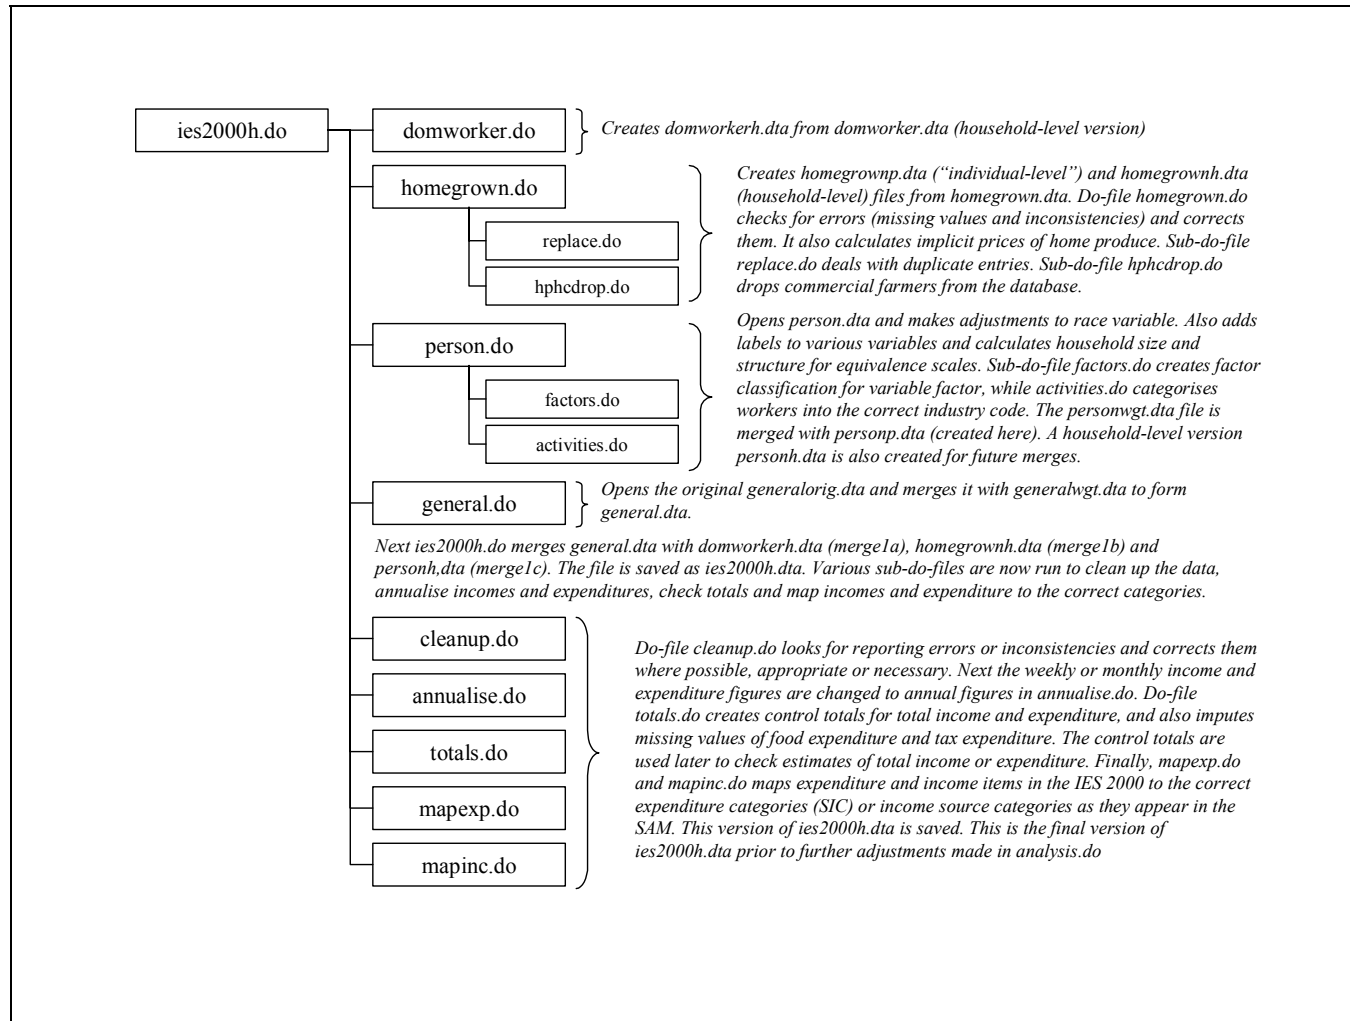 ies2000h.do
domworker.do
Creates domworkerh.dta from domworker.dta (household-level version)
homegrown.do
replace.do
hphcdrop.do
Creates homegrownp.dta (“individual-level”) and homegrownh.dta
(household-level) files from homegrown.dta. Do-file homegrown.do
checks for errors (missing values and inconsistencies) and corrects
them. It also calculates implicit prices of home produce. Sub-do-file
replace.do deals with duplicate entries. Sub-do-file hphcdrop.do
drops commercial farmers from the database.
person.do
factors.do
activities.do
Opens person.dta and makes adjustments to race variable. Also adds
labels to various variables and calculates household size and
structure for equivalence scales. Sub-do-file factors.do creates factor
classification for variable factor, while activities.do categorises
workers into the correct industry code. The personwgt.dta file is
merged with personp.dta (created here). A household-level version
personh.dta is also created for future merges.
general.do
Opens the original generalorig.dta and merges it with generalwgt.dta to form
general.dta.
Next ies2000h.do merges general.dta with domworkerh.dta (merge1a), homegrownh.dta (merge1b) and
personh,dta (merge1c). The file is saved as ies2000h.dta. Various sub-do-files are now run to clean up the data,
annualise incomes and expenditures, check totals and map incomes and expenditure to the correct categories.
cleanup.do
annualise.do
totals.do
mapexp.do
mapinc.do
Do-file cleanup.do looks for reporting errors or inconsistencies and corrects them
where possible, appropriate or necessary. Next the weekly or monthly income and
expenditure figures are changed to annual figures in annualise.do. Do-file
totals.do creates control totals for total income and expenditure, and also imputes
missing values of food expenditure and tax expenditure. The control totals are
used later to check estimates of total income or expenditure. Finally, mapexp.do
and mapinc.do maps expenditure and income items in the IES 2000 to the correct
expenditure categories (SIC) or income source categories as they appear in the
SAM. This version of ies2000h.dta is saved. This is the final version of
ies2000h.dta prior to further adjustments made in analysis.do